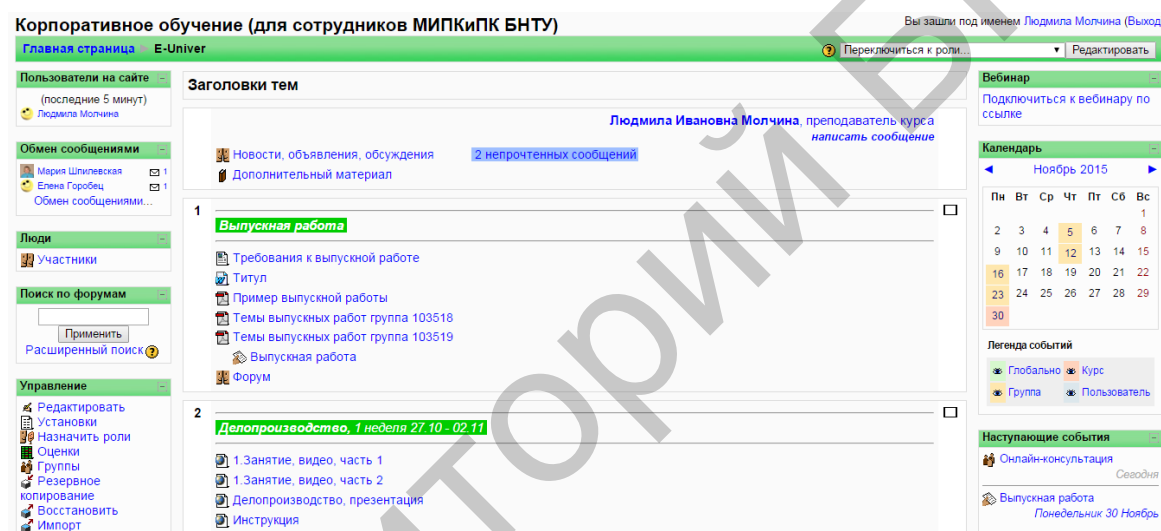 Корпоративное обучение (для сотрудников МИПКиПК БНТУ)
Вы зашли под именем Людмила Молчина (Выход
Главная страница ► E-Univer
Переключиться к роли...
Редактировать
Пользователи на сайте
(последние 5 минут)
Людмила Молчина
Обмен сообщениями
Мария Шпилевская 1
Елена Горобец 1
Обмен сообщениями...
Люди
Участники
Поиск по форумам
Применить
Расширенный поиск
Управление
Редактировать
Установки
Назначить роли
Оценки
Группы
Резервное
копирование
Восстановить
Импорт
Заголовки тем
Людмила Ивановна Молчина, преподаватель курса
написать сообщение
Новости, объявления, обсуждения 2 непрочтенных сообщений
Дополнительный материал
1
Выпускная работа
Требования к выпускной работе
Титул
Пример выпускной работы
Темы выпускных работ группа 103518
Темы выпускных работ группа 103519
Выпускная работа
Форум
2
Делопроизводство, 1 неделя 27.10 - 02.11
1.Занятие, видео, часть 1
1.Занятие, видео, часть 2
Делопроизводство, презентация
Инструкция
Вебинар
Подключиться к вебинару по
ссылке
Календарь
◄ Ноябрь 2015 ►
Пн Вт Ср Чт Пт Сб Вс
1
2 3 4 5 6 7 8
9 10 11 12 13 14 15
16 17 18 19 20 21 22
23 24 25 26 27 28 29
30
Легенда событий
Глобально Курс
Группа Пользователь
Наступающие события
Онлайн-консультация
Сегодня
Выпускная работа
Понедельник 30 Ноябрь